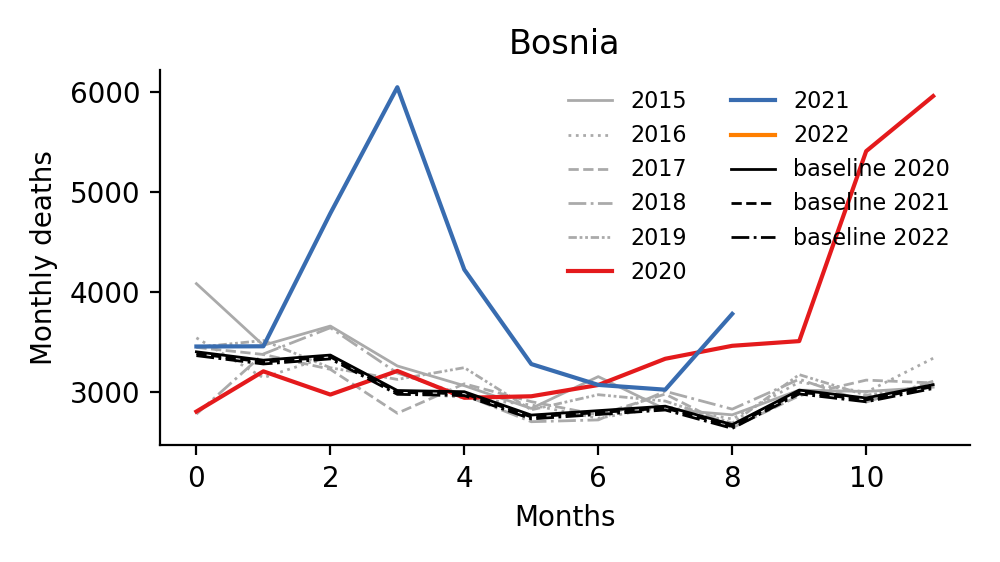 Bosnia
Monthly deaths
6000
5000
4000
3000
2015
2016
2017
2018
2019
2020
2021
2022
baseline 2020
baseline 2021
baseline 2022
0 2 4 6 8 10
Months